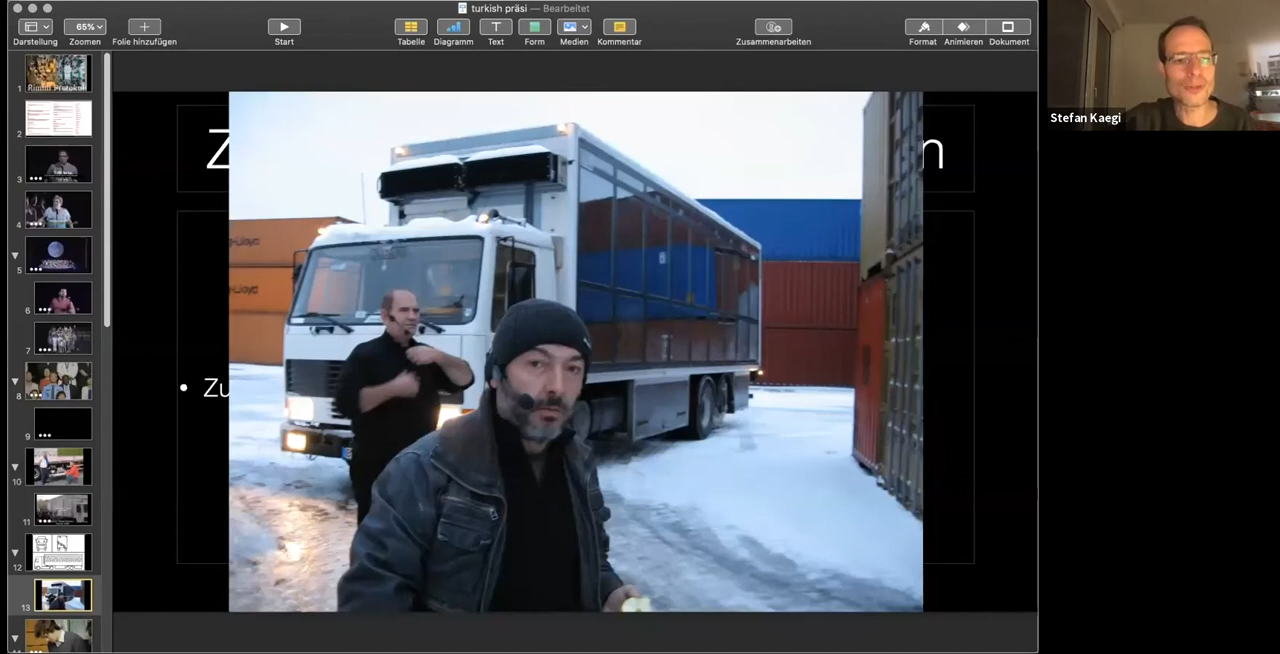 turkish präsi — Bearbeitet
65%
Darstellung
Zoomen
Folie hinzufügen
Start
Tabelle
Diagramm
Text
Form
Medien
Kommentar
Zusammenarbeiten
Format
Animieren
Dokument
1
2
3
4
5
6
7
8
9
10
11
12
13
Z
n
• Zu
Stefan Kaegi